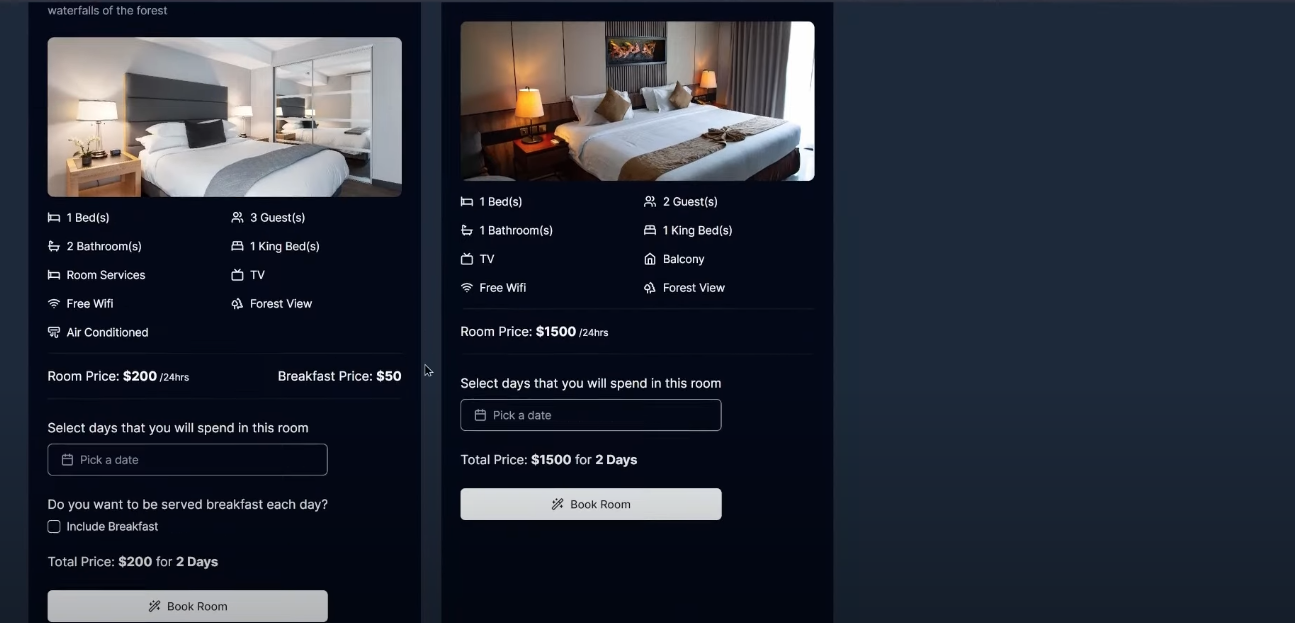 waterfalls of the forest
1 Bed(s)
3 Guest(s)
2 Bathroom(s)
1 King Bed(s)
Room Services
TV
Free Wifi
Forest View
Air Conditioned
Room Price: $200 /24hrs
Breakfast Price: $50
Select days that you will spend in this room
Pick a date
Do you want to be served breakfast each day?
Include Breakfast
Total Price: $200 for 2 Days
Book Room
1 Bed(s)
2 Guest(s)
1 Bathroom(s)
1 King Bed(s)
TV
Balcony
Free Wifi
Forest View
Room Price: $1500 /24hrs
Select days that you will spend in this room
Pick a date
Total Price: $1500 for 2 Days
Book Room